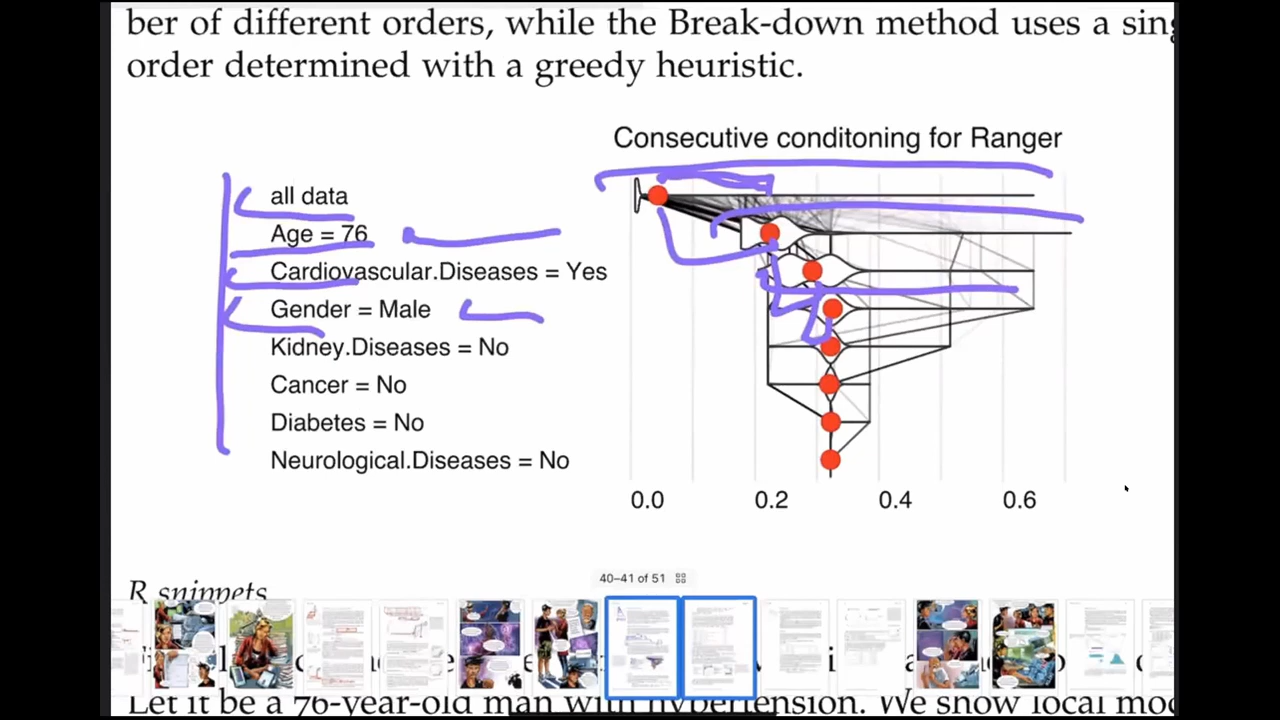 ber of different orders, while the Break-down method uses a sing
order determined with a greedy heuristic.
Consecutive conditoning for Ranger
all data
Age = 76
Cardiovascular.Diseases = Yes
Gender = Male
Kidney.Diseases = No
Cancer = No
Diabetes = No
Neurological.Diseases = No
0.0 0.2 0.4 0.6
40–41 of 51
R snippets
Let it be a 76-year-old man with hypertension. We show local mod